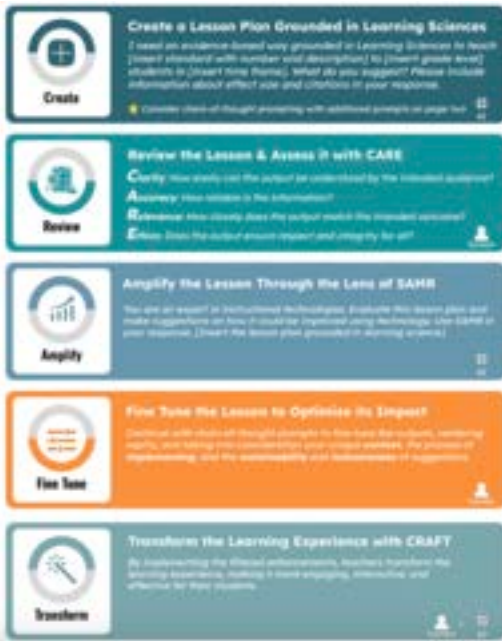 Create a Lesson Plan Grounded in Learning Sciences
I need an evidence-based way grounded in Learning Sciences to teach
[insert standard with number and description] to [insert grade level]
students in [insert time frame]. What do you suggest? Please include
information about effect size and citations in your response.
Consider chain-of-thought prompting with additional prompts on page two
Create
Review the Lesson & Assess it with CARE
Clarity: How easily can the output be understood by the intended audience?
Accuracy: How reliable is the information?
Relevance: How closely does the output match the intended outcome?
Ethics: Does the output ensure respect and integrity for all?
Review
Amplify the Lesson Through the Lens of SAMR
You are an expert in instructional technologies. Evaluate this lesson plan and
make suggestions on how it could be improved using technology. Use SAMR in
your response. [Insert the lesson plan grounded in learning science]
Amplify
Fine Tune the Lesson to Optimize its Impact
Continue with chain-of-thought prompts to fine tune the outputs, centering
equity, and taking into consideration your unique context, the process of
implementing, and the sustainability and inclusiveness of suggestions.
Fine Tune
Transform the Learning Experience with CRAFT
By implementing the filtered enhancements, teachers transform the
learning experience, making it more engaging, interactive and
effective for their students.
Transform